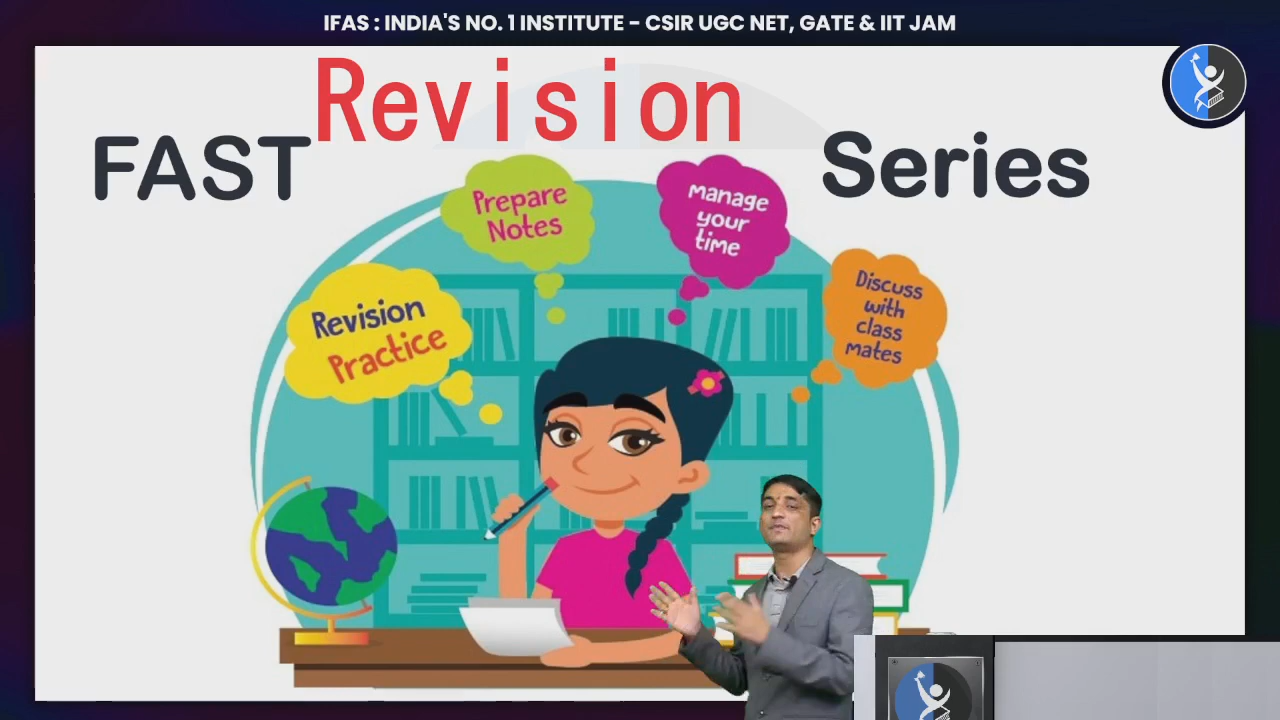 IFAS : INDIA'S NO. 1 INSTITUTE - CSIR UGC NET, GATE & IIT JAM
FAST Revision Series
Prepare
Notes
manage
your
time
Revision
Practice
Discuss
with
class
mates